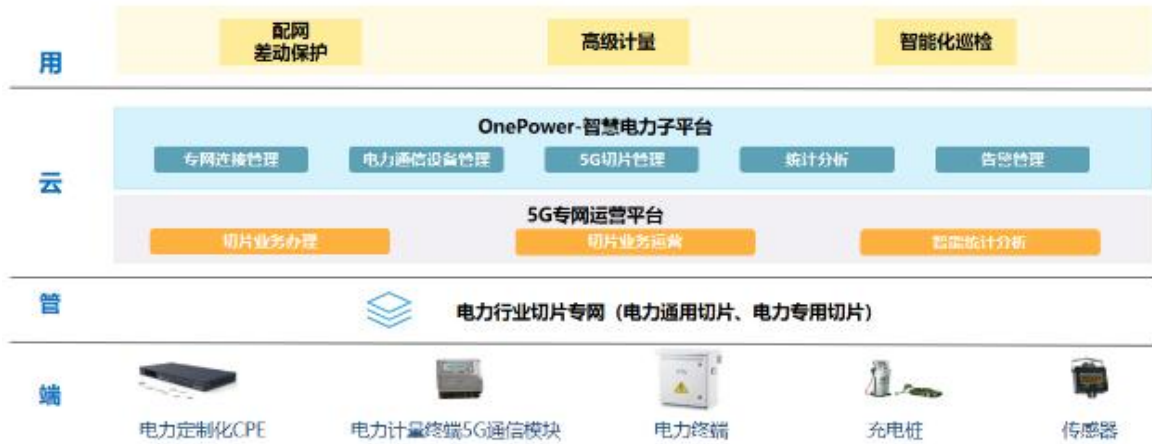 用
配网
差动保护
高级计量
智能化巡检
云
OnePower-智慧电力子平台
专网连接管理
电力通信设备管理
5G切片管理
统计分析
告警管理
5G专网运营平台
切片业务办理
切片业务运营
智能统计分析
管
电力行业切片专网（电力通用切片、电力专用切片）
端
电力定制化CPE
电力计量终端5G通信模块
电力终端
充电桩
传感器